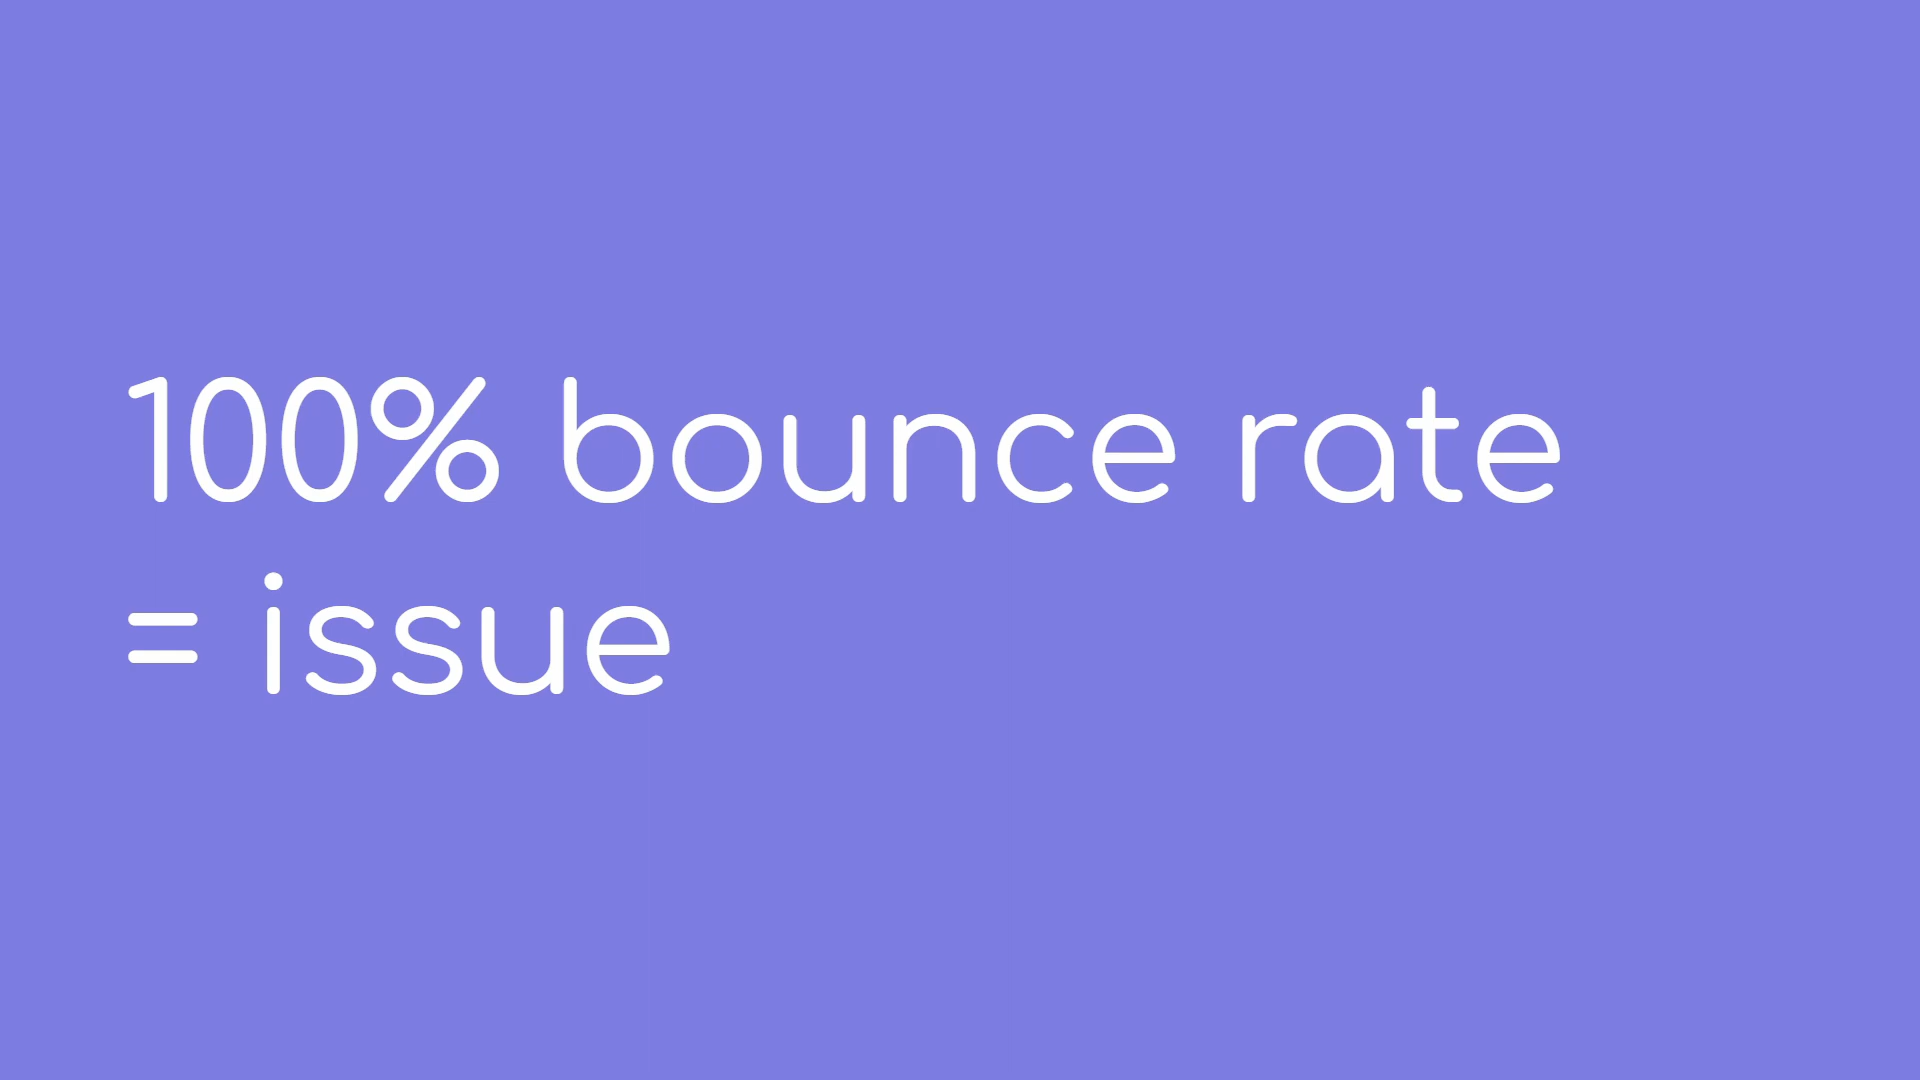 100% bounce rate
= issue